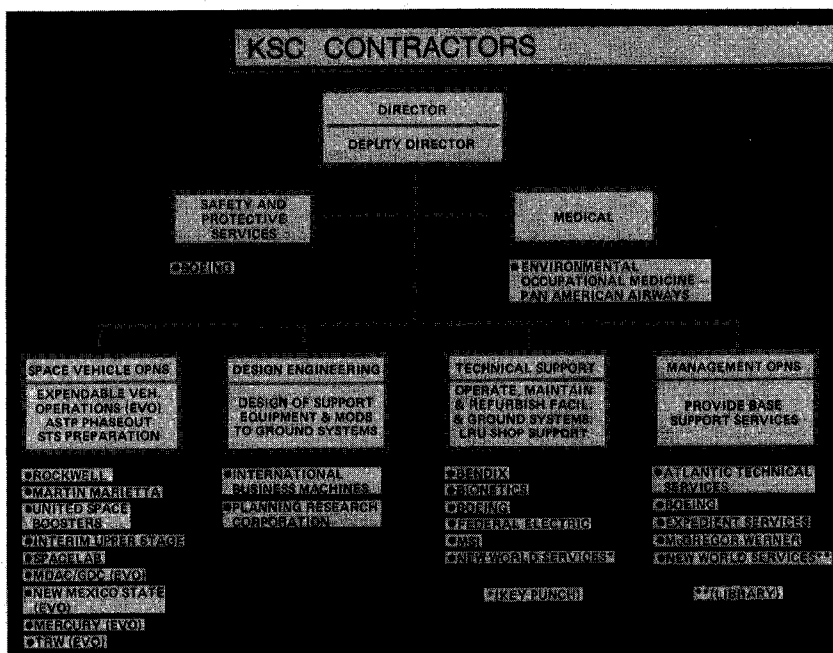 KSC CONTRACTORS
DIRECTOR
DEPUTY DIRECTOR
SAFETY AND
PROTECTIVE
SERVICES
•BOEING
MEDICAL
•ENVIRONMENTAL
OCCUPATIONAL MEDICINE –
PAN AMERICAN AIRWAYS
SPACE VEHICLE OPNS
EXPENDABLE VEH.
OPERATIONS (EVO)
ASTP PHASEOUT
STS PREPARATION
•ROCKWELL
•MARTIN MARIETTA
•UNITED SPACE
BOOSTERS
•INTERIM UPPER STAGE
•SPACELAB
•MDAC/GDC (EVO)
•NEW MEXICO STATE
(EVO)
•MERCURY (EVO)
•TRW (EVO)
DESIGN ENGINEERING
DESIGN OF SUPPORT
EQUIPMENT & MODS
TO GROUND SYSTEMS
•INTERNATIONAL
BUSINESS MACHINES
•PLANNING RESEARCH
CORPORATION
TECHNICAL SUPPORT
OPERATE, MAINTAIN
& REFURBISH FACIL.
& GROUND SYSTEMS.
LRU SHOP SUPPORT
•BENDIX
•BIONETICS
•BOEING
•FEDERAL ELECTRIC
•NEW WORLD SERVICES*
*(KEY PUNCH)
MANAGEMENT OPNS
PROVIDE BASE
SUPPORT SERVICES
•ATLANTIC TECHNICAL
SERVICES
•BOEING
•EXPEDIENT SERVICES
•McGREGOR WERNER
•NEW WORLD SERVICES**
**(LIBRARY)